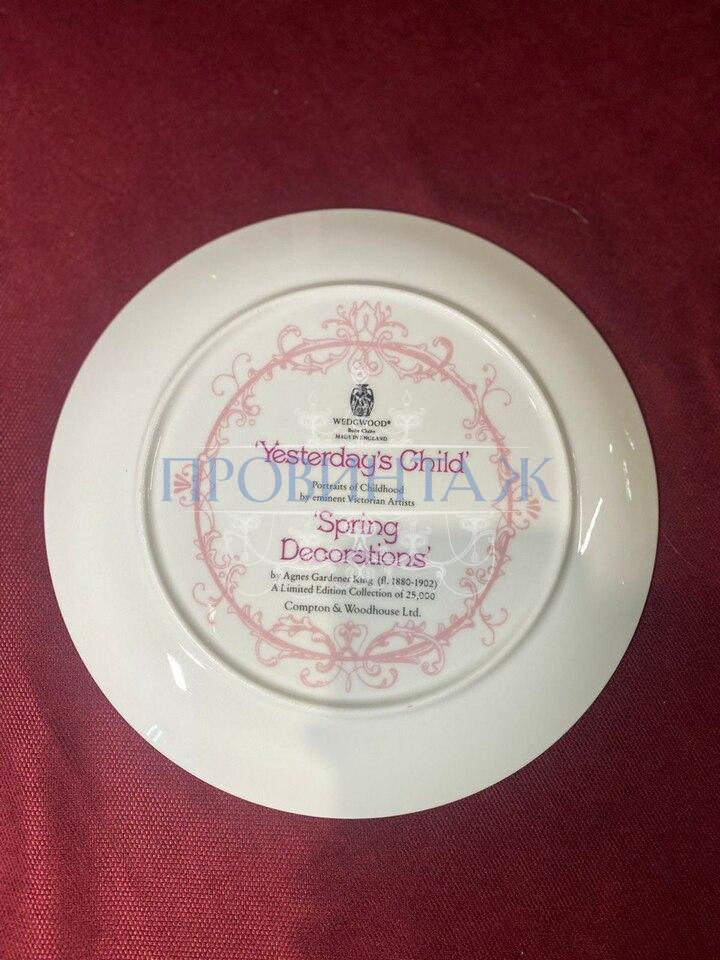 WEDGWOOD®
Bone China
MADE IN ENGLAND
'Yesterday's Child'
ПРОВИНТАЖ
Portraits of Childhood
by eminent Victorian Artists
'Spring
Decorations'
by Agnes Gardener King (fl. 1880-1902)
A Limited Edition Collection of 25,000
Compton & Woodhouse Ltd.